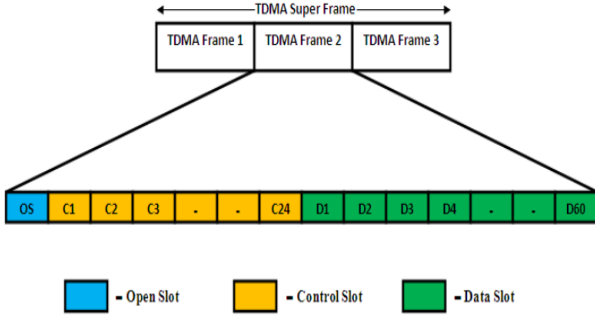 TDMA Super Frame
TDMA Frame 1 TDMA Frame 2 TDMA Frame 3
OS C1 C2 C3 - - C24 D1 D2 D3 D4 - - D60
- Open Slot - Control Slot - Data Slot